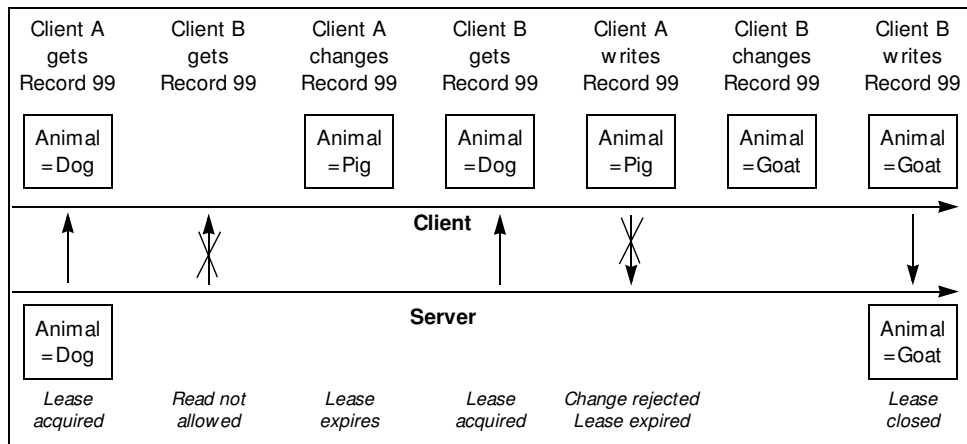 Client A
gets
Record 99
Client B
gets
Record 99
Client A
changes
Record 99
Client B
gets
Record 99
Client A
writes
Record 99
Client B
changes
Record 99
Client B
writes
Record 99
Animal
=Dog
Animal
=Pig
Animal
=Dog
Animal
=Pig
Animal
=Goat
Animal
=Goat
Client
Server
Animal
=Dog
Animal
=Goat
Lease
acquired
Read not
allowed
Lease
expires
Lease
acquired
Change rejected
Lease expired
Lease
closed